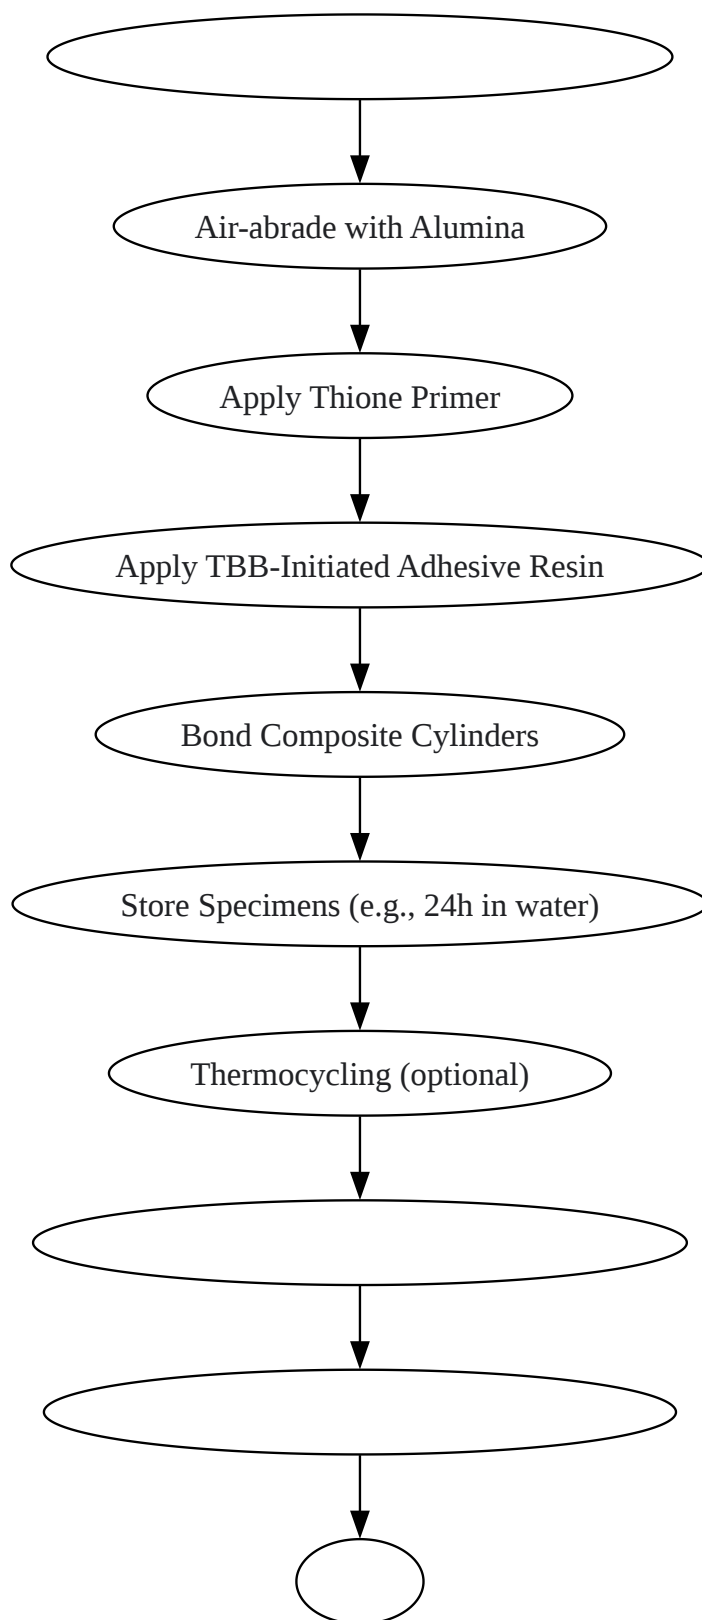 Air-abrade with Alumina
Apply Thione Primer
Apply TBB-Initiated Adhesive Resin
Bond Composite Cylinders
Store Specimens (e.g., 24h in water)
Thermocycling (optional)